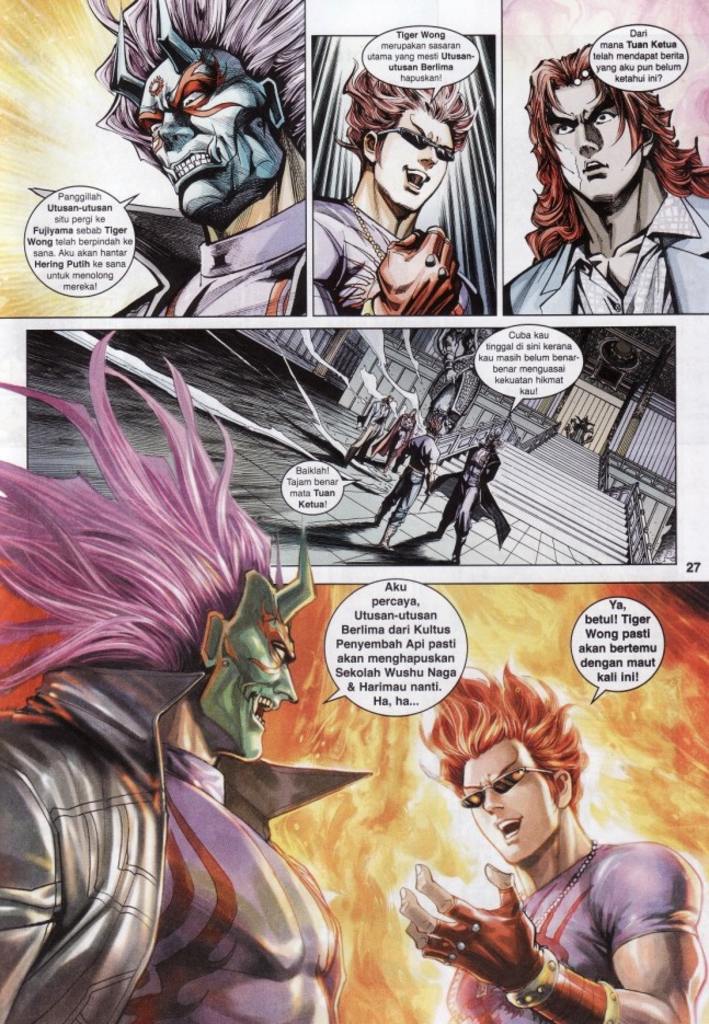 Panggillah
Utusan-utusan
situ pergi ke
Fujiyama sebab Tiger
Wong telah berpindah ke
sana. Aku akan hantar
Hering Putih ke sana
untuk menolong
mereka!
Tiger Wong
merupakan sasaran
utama yang mesti Utusan-
utusan Berlima
hapuskan!
Dari
mana Tuan Ketua
telah mendapat berita
yang aku pun belum
ketahui ini?
Cuba kau
tinggal di sini kerana
kau masih belum benar-
benar menguasai
kekuatan hikmat
kau!
Baiklah!
Tajam benar
mata Tuan
Ketua!
27
Aku
percaya,
Utusan-utusan
Berlima dari Kultus
Penyembah Api pasti
akan menghapuskan
Sekolah Wushu Naga
& Harimau nanti.
Ha, ha...
Ya,
betul! Tiger
Wong pasti
akan bertemu
dengan maut
kali ini!